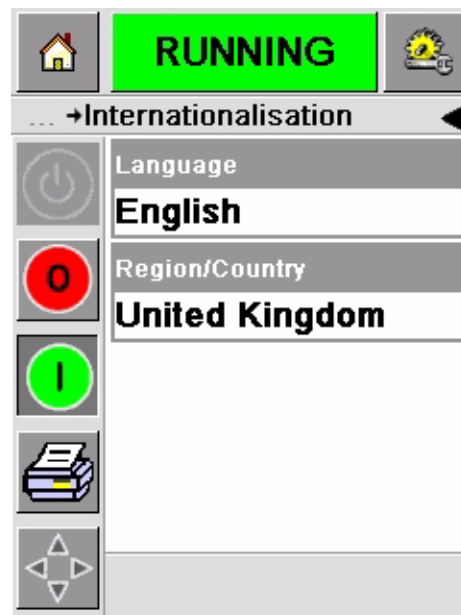 RUNNING
... →Internationalisation
Language
English
O
Region/Country
United Kingdom
I